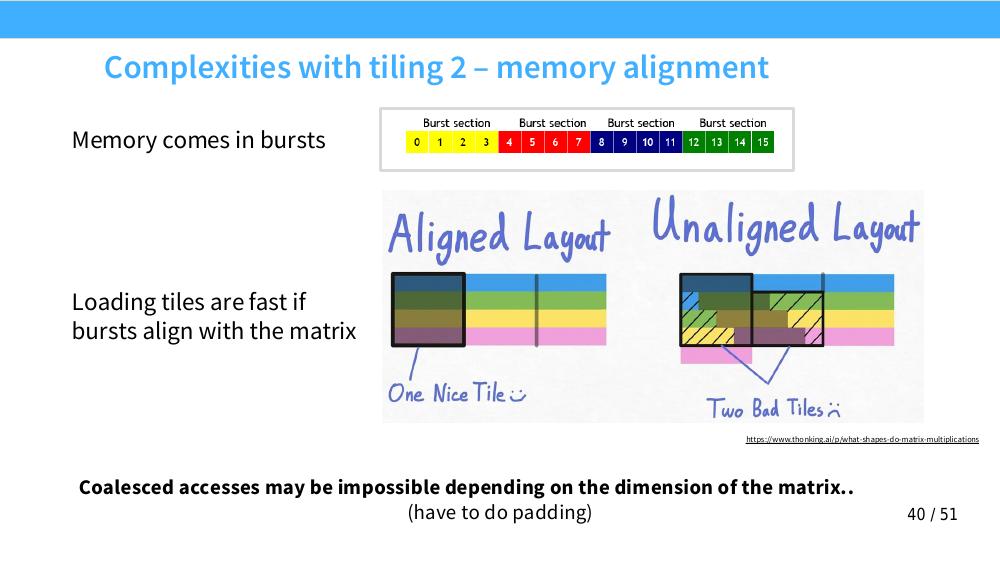 Complexities with tiling 2 – memory alignment
Memory comes in bursts
Burst section Burst section Burst section Burst section
0 1 2 3 4 5 6 7 8 9 10 11 12 13 14 15
Aligned Layout
Unaligned Layout
Loading tiles are fast if
bursts align with the matrix
One Nice Tile
Two Bad Tiles
https://www.thonking.ai/p/what-shapes-do-matrix-multiplications
Coalesced accesses may be impossible depending on the dimension of the matrix..
(have to do padding)
40 / 51